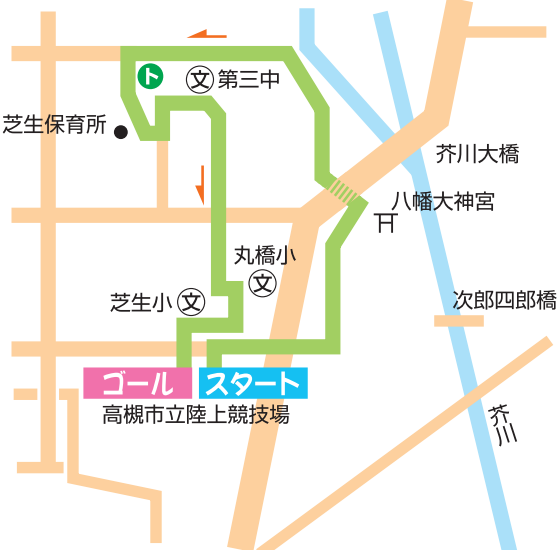 ト
文 第三中
芝生保育所
芥川大橋
八幡大神宮
丸橋小
文
芝生小 文
次郎四郎橋
ゴール
スタート
高槻市立陸上競技場
芥川